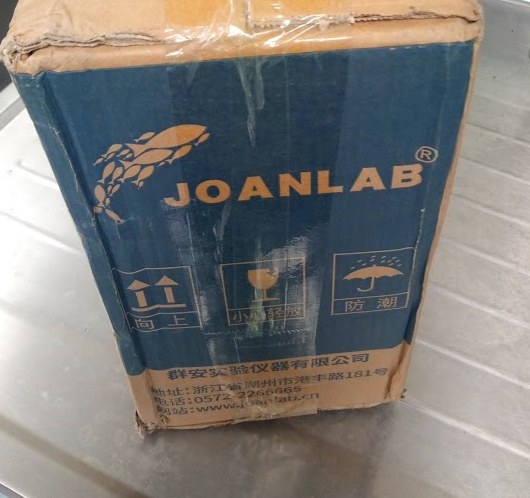 JOANLAB®
向上
小心轻放
防潮
群安实验仪器有限公司
地址:浙江省湖州市港丰路181号
电话:0572-2266665
网站:www.joanlab.cn